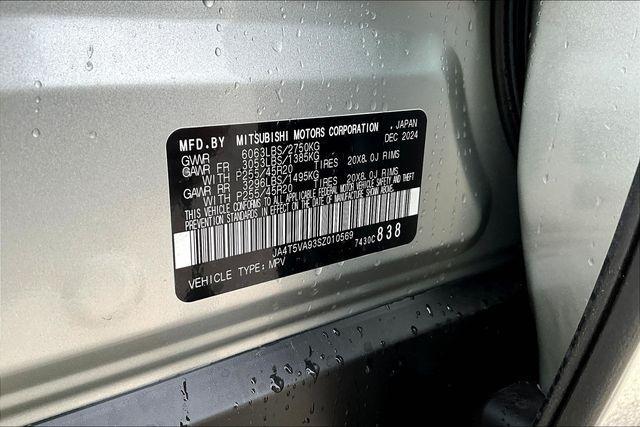 MFD.BY MITSUBISHI MOTORS CORPORATION , JAPAN
DEC 2024
GVWR 6063LBS/2750KG
GAWR FR 3053LBS/1385KG
WITH P255/45R20 TIRES 20X8.0J RIMS
GAWR RR 3296LBS/1495KG
WITH P255/45R20 TIRES 20X8.0J RIMS
THIS VEHICLE CONFORMS TO ALL APPLICABLE FEDERAL MOTOR VEHICLE SAFETY AND THEFT
PREVENTION STANDARDS IN EFFECT ON THE DATE OF MANUFACTURE SHOWN ABOVE.
JA4T5VA93SZ010569 7430C 838
VEHICLE TYPE: MPV